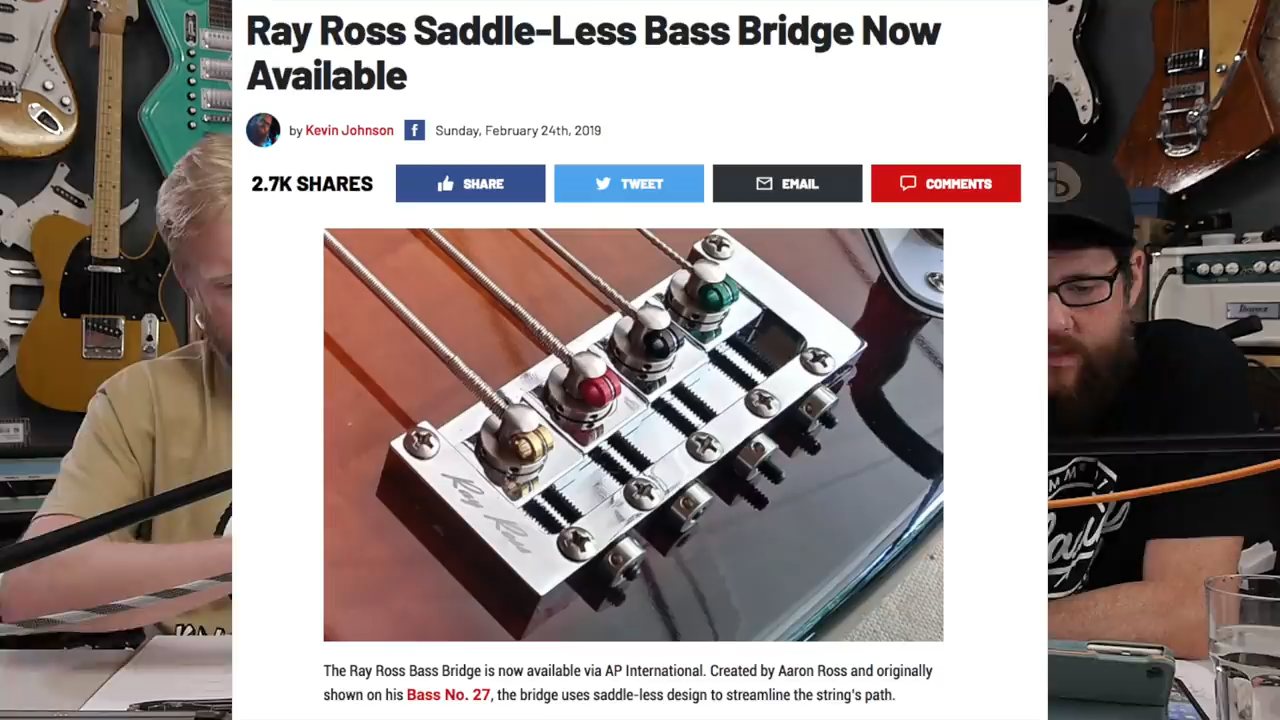 Ray Ross Saddle-Less Bass Bridge Now
Available
by Kevin Johnson f Sunday, February 24th, 2019
2.7K SHARES SHARE TWEET EMAIL COMMENTS
Ibanez
Ray Ross
The Ray Ross Bass Bridge is now available via AP International. Created by Aaron Ross and originally
shown on his Bass No. 27, the bridge uses saddle-less design to streamline the string's path.